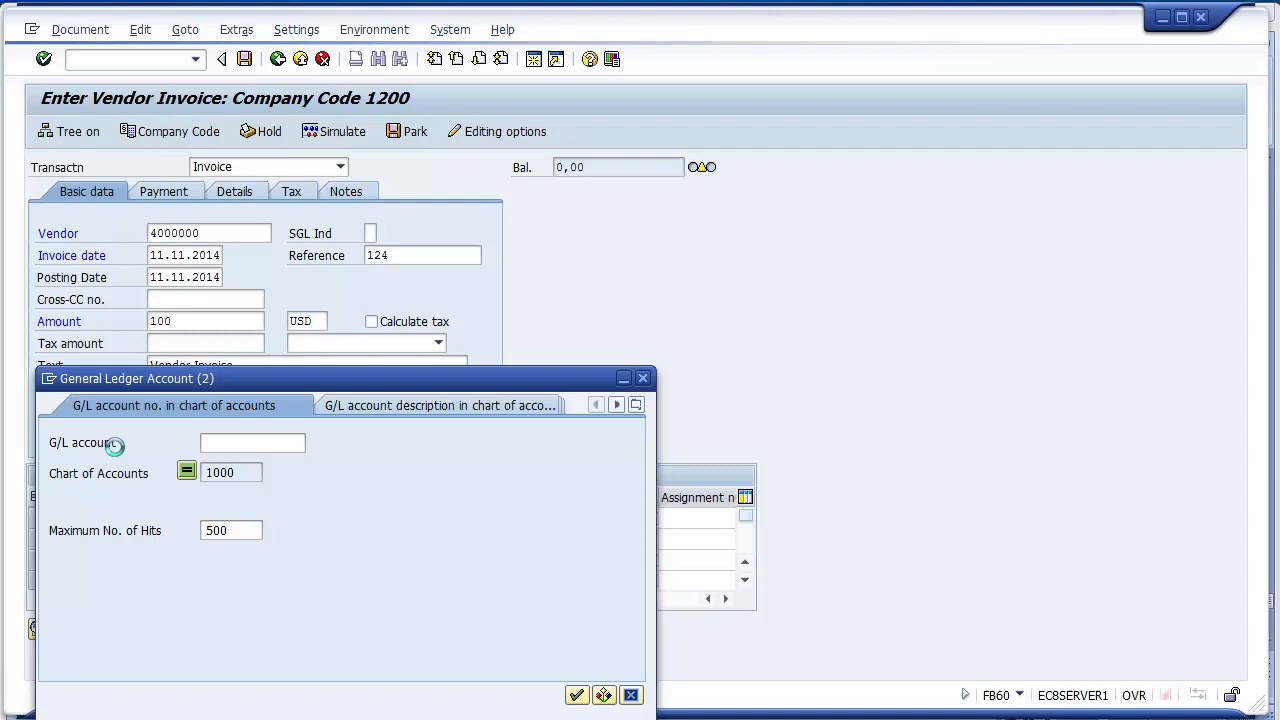 Document Edit Goto Extras Settings Environment System Help
Enter Vendor Invoice: Company Code 1200
Tree on Company Code Hold Simulate Park Editing options
Transactn Invoice Bal. 0,00
Basic data Payment Details Tax Notes
Vendor 4000000 SGL Ind
Invoice date 11.11.2014 Reference 124
Posting Date 11.11.2014
Cross-CC no.
Amount 100 USD Calculate tax
Tax amount
Text Vendor Invoice
General Ledger Account (2)
G/L account no. in chart of accounts G/L account description in chart of acco...
G/L account
Chart of Accounts 1000
Assignment n
Maximum No. of Hits 500
FB60 EC8SERVER1 OVR